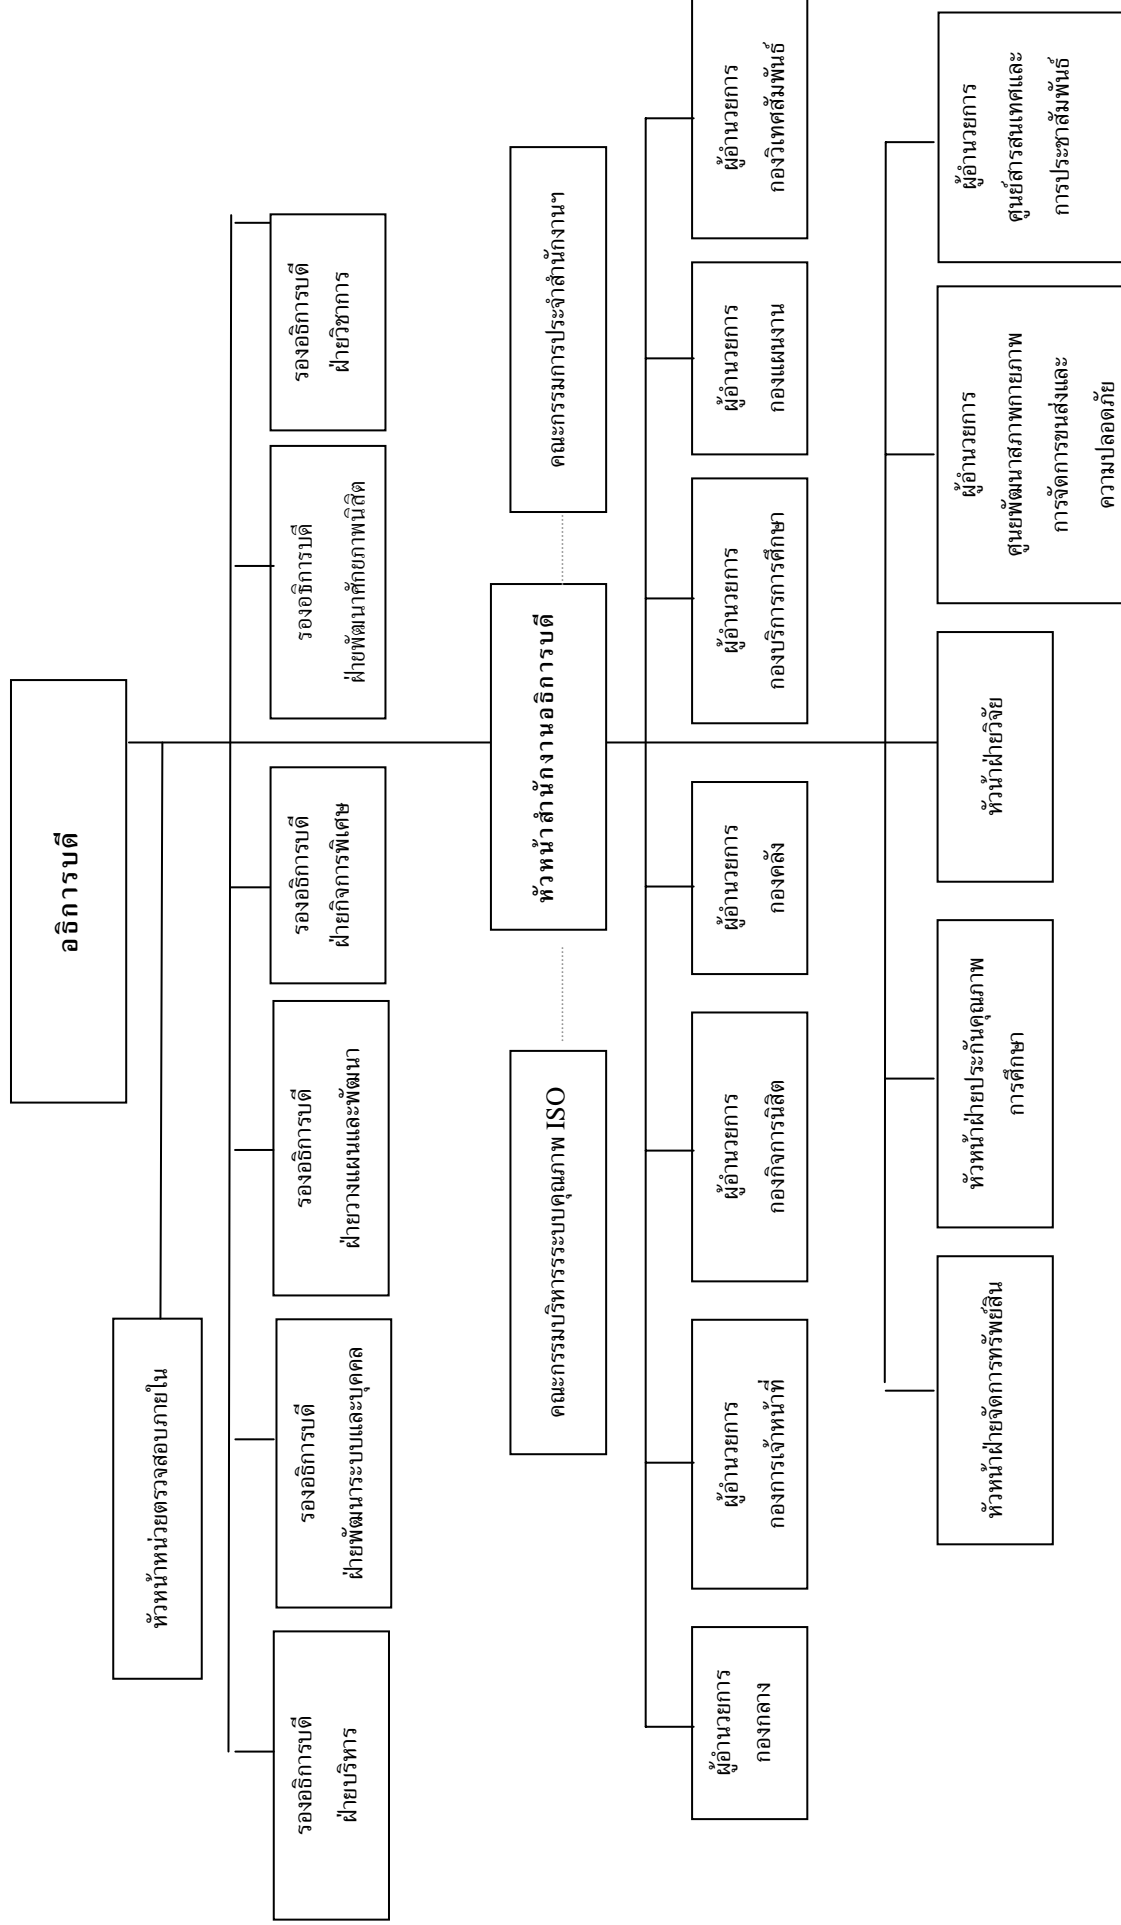 อธิการบดี
หัวหน้าหน่วยตรวจสอบภายใน
รองอธิการบดี
ฝ่ายบริหาร
รองอธิการบดี
ฝ่ายพัฒนาระบบและบุคคล
รองอธิการบดี
ฝ่ายวางแผนและพัฒนา
รองอธิการบดี
ฝ่ายกิจการพิเศษ
รองอธิการบดี
ฝ่ายพัฒนาศักยภาพนิสิต
รองอธิการบดี
ฝ่ายวิชาการ
คณะกรรมบริหารระบบคุณภาพ ISO
หัวหน้าสำนักงานอธิการบดี
คณะกรรมการประจำสำนักงานฯ
ผู้อำนวยการ
กองกลาง
ผู้อำนวยการ
กองการเจ้าหน้าที่
ผู้อำนวยการ
กองกิจการนิสิต
ผู้อำนวยการ
กองคลัง
ผู้อำนวยการ
กองบริการการศึกษา
ผู้อำนวยการ
กองแผนงาน
ผู้อำนวยการ
กองวิเทศสัมพันธ์
หัวหน้าฝ่ายจัดการทรัพย์สิน
หัวหน้าฝ่ายประกันคุณภาพ
การศึกษา
หัวน้าฝ่ายวิจัย
ผู้อำนวยการ
ศูนย์พัฒนาสภาพกายภาพ
การจัดการขนส่งและ
ความปลอดภัย
ผู้อำนวยการ
ศูนย์สารสนเทศและ
การประชาสัมพันธ์